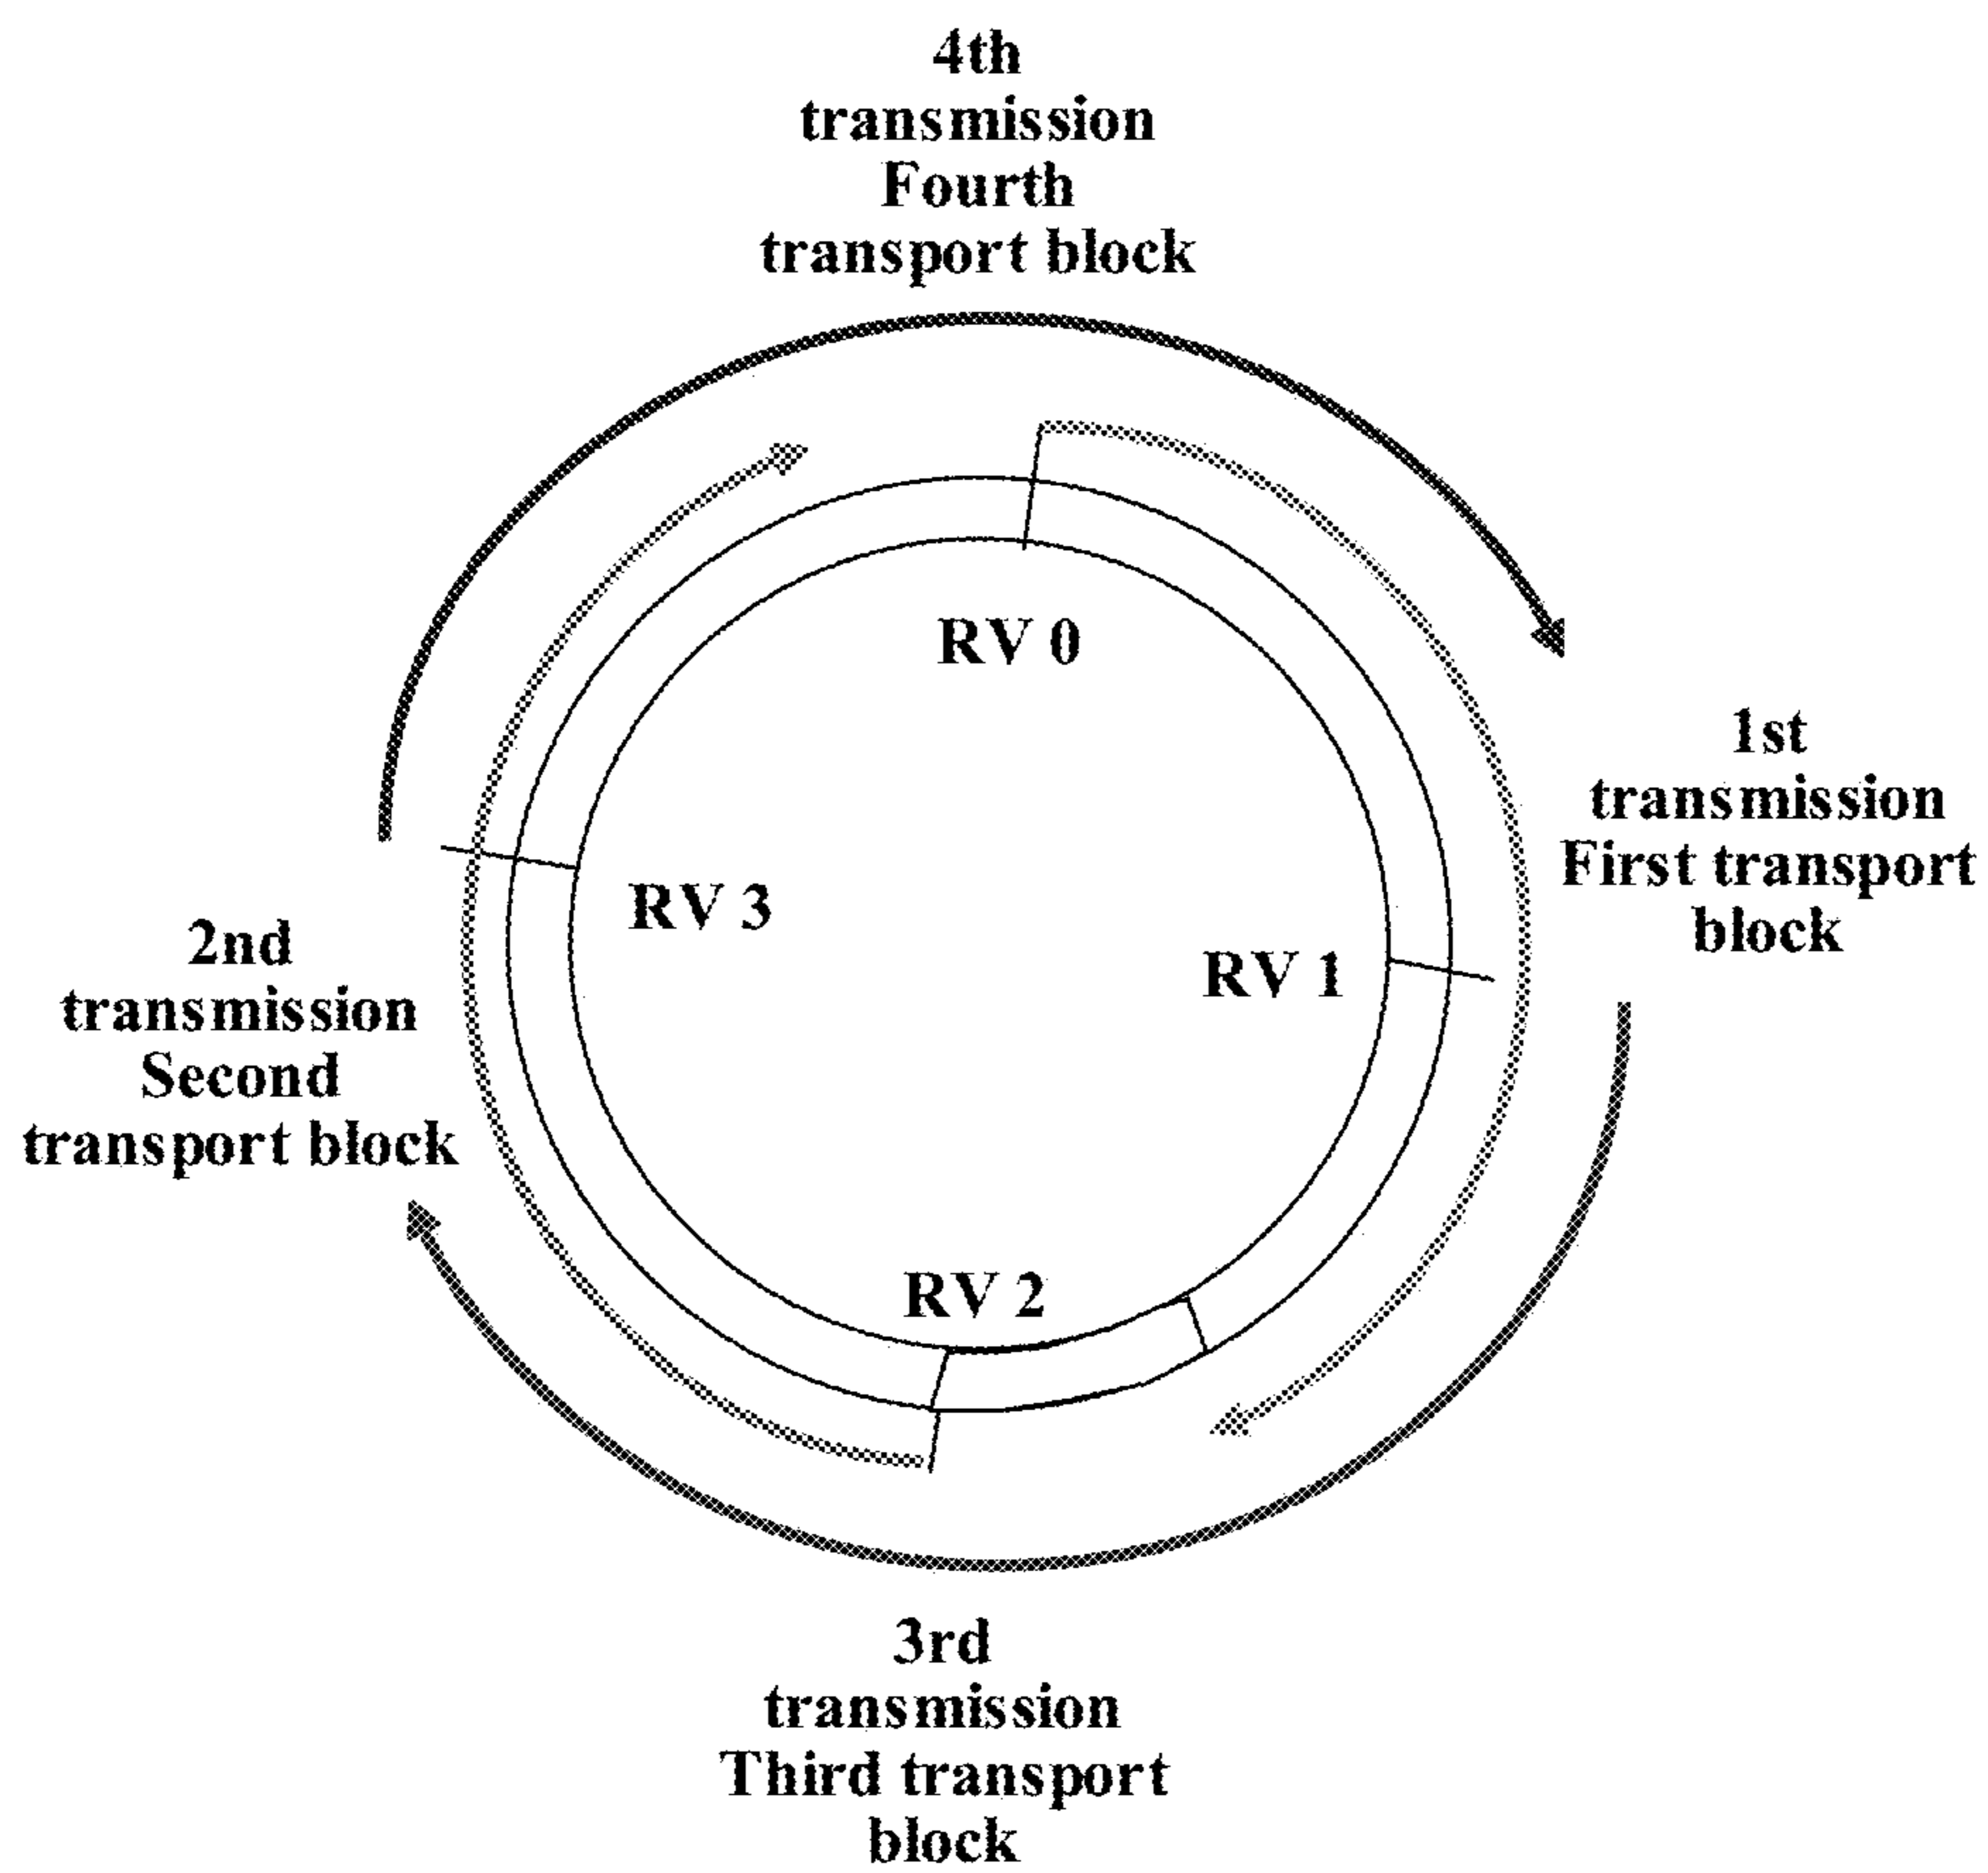 4th
transmission
Fourth
transport block
RV 0
1st
transmission
First transport
block
RV 3
RV 1
2nd
transmission
Second
transport block
RV 2
3rd
transmission
Third transport
block